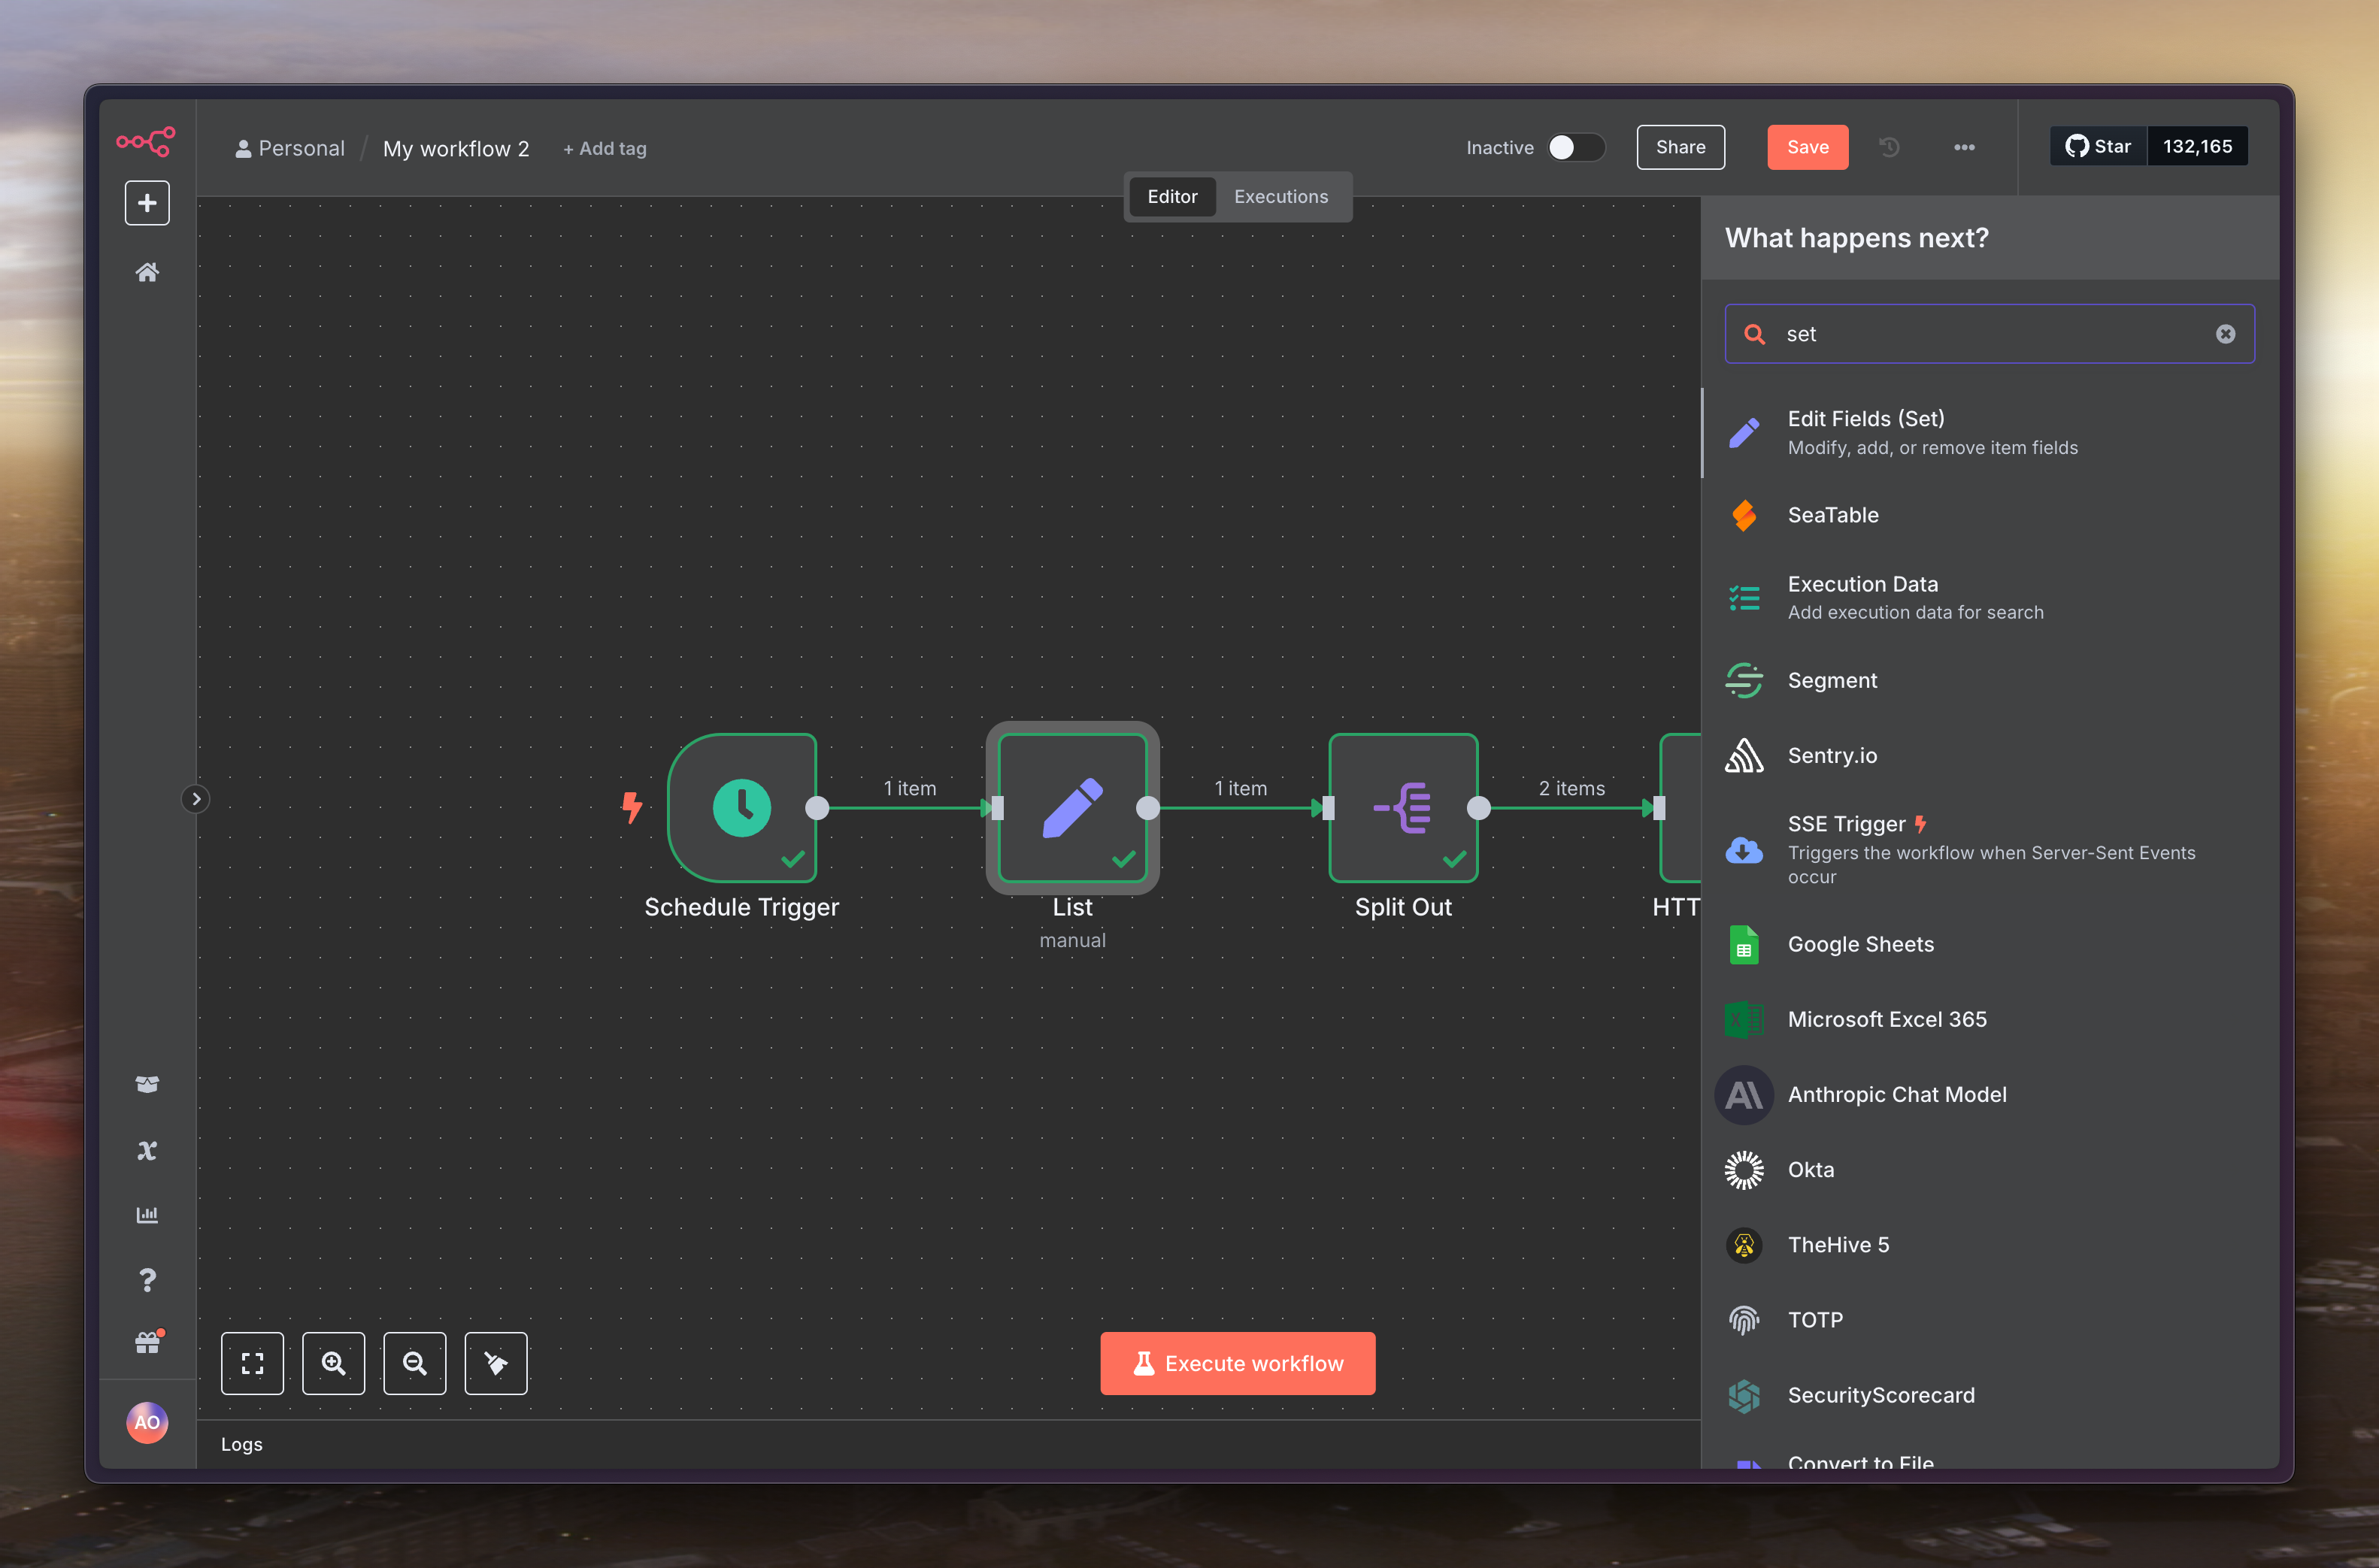 Personal / My workflow 2 + Add tag
Inactive
Share
Save
Star 132,165
Editor Executions
What happens next?
set
Edit Fields (Set)
Modify, add, or remove item fields
SeaTable
Execution Data
Add execution data for search
Segment
Sentry.io
SSE Trigger
Triggers the workflow when Server-Sent Events
occur
Google Sheets
Microsoft Excel 365
Anthropic Chat Model
Okta
TheHive 5
TOTP
SecurityScorecard
Convert to File
1 item
1 item
2 items
Schedule Trigger
List
manual
Split Out
HTT
Execute workflow
AO
Logs